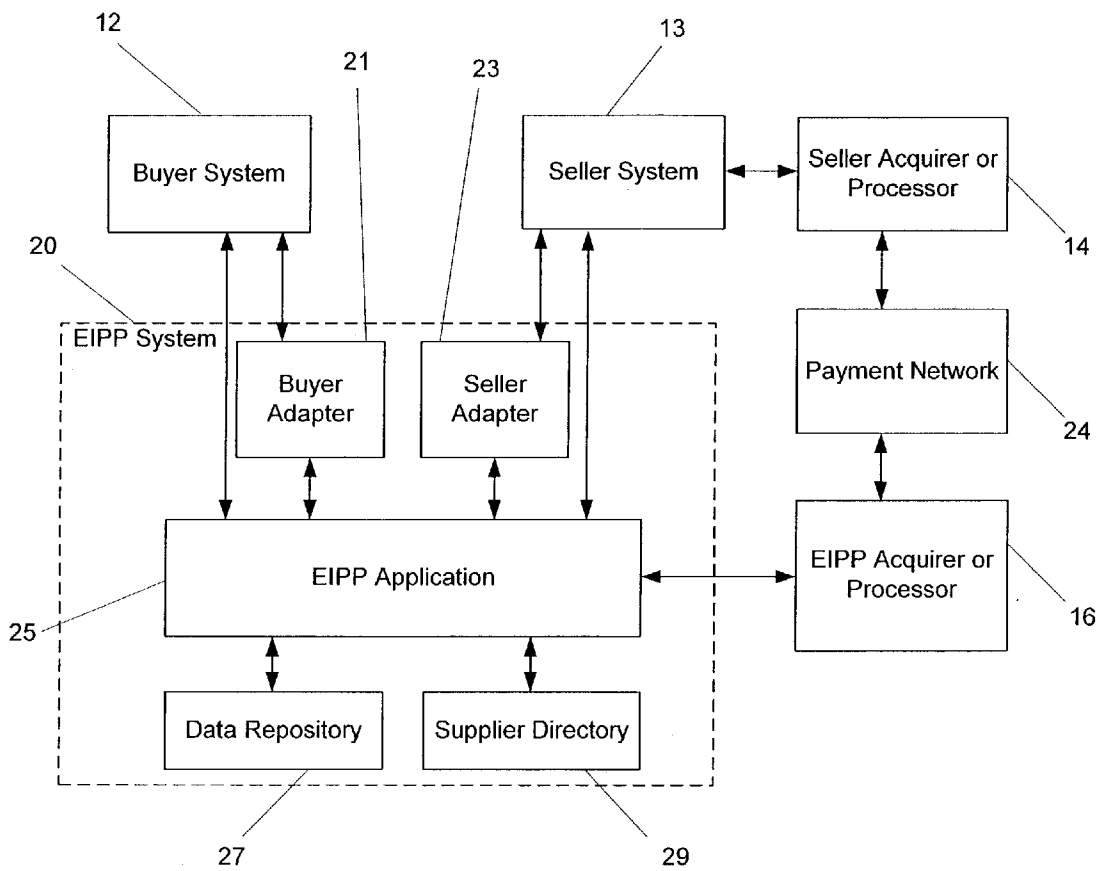 12
13
21
23
Buyer System
Seller System
Seller Acquirer or
Processor
14
20
EIPP System
Buyer
Adapter
Seller
Adapter
Payment Network
24
EIPP Application
EIPP Acquirer or
Processor
25
16
Data Repository
Supplier Directory
27
29